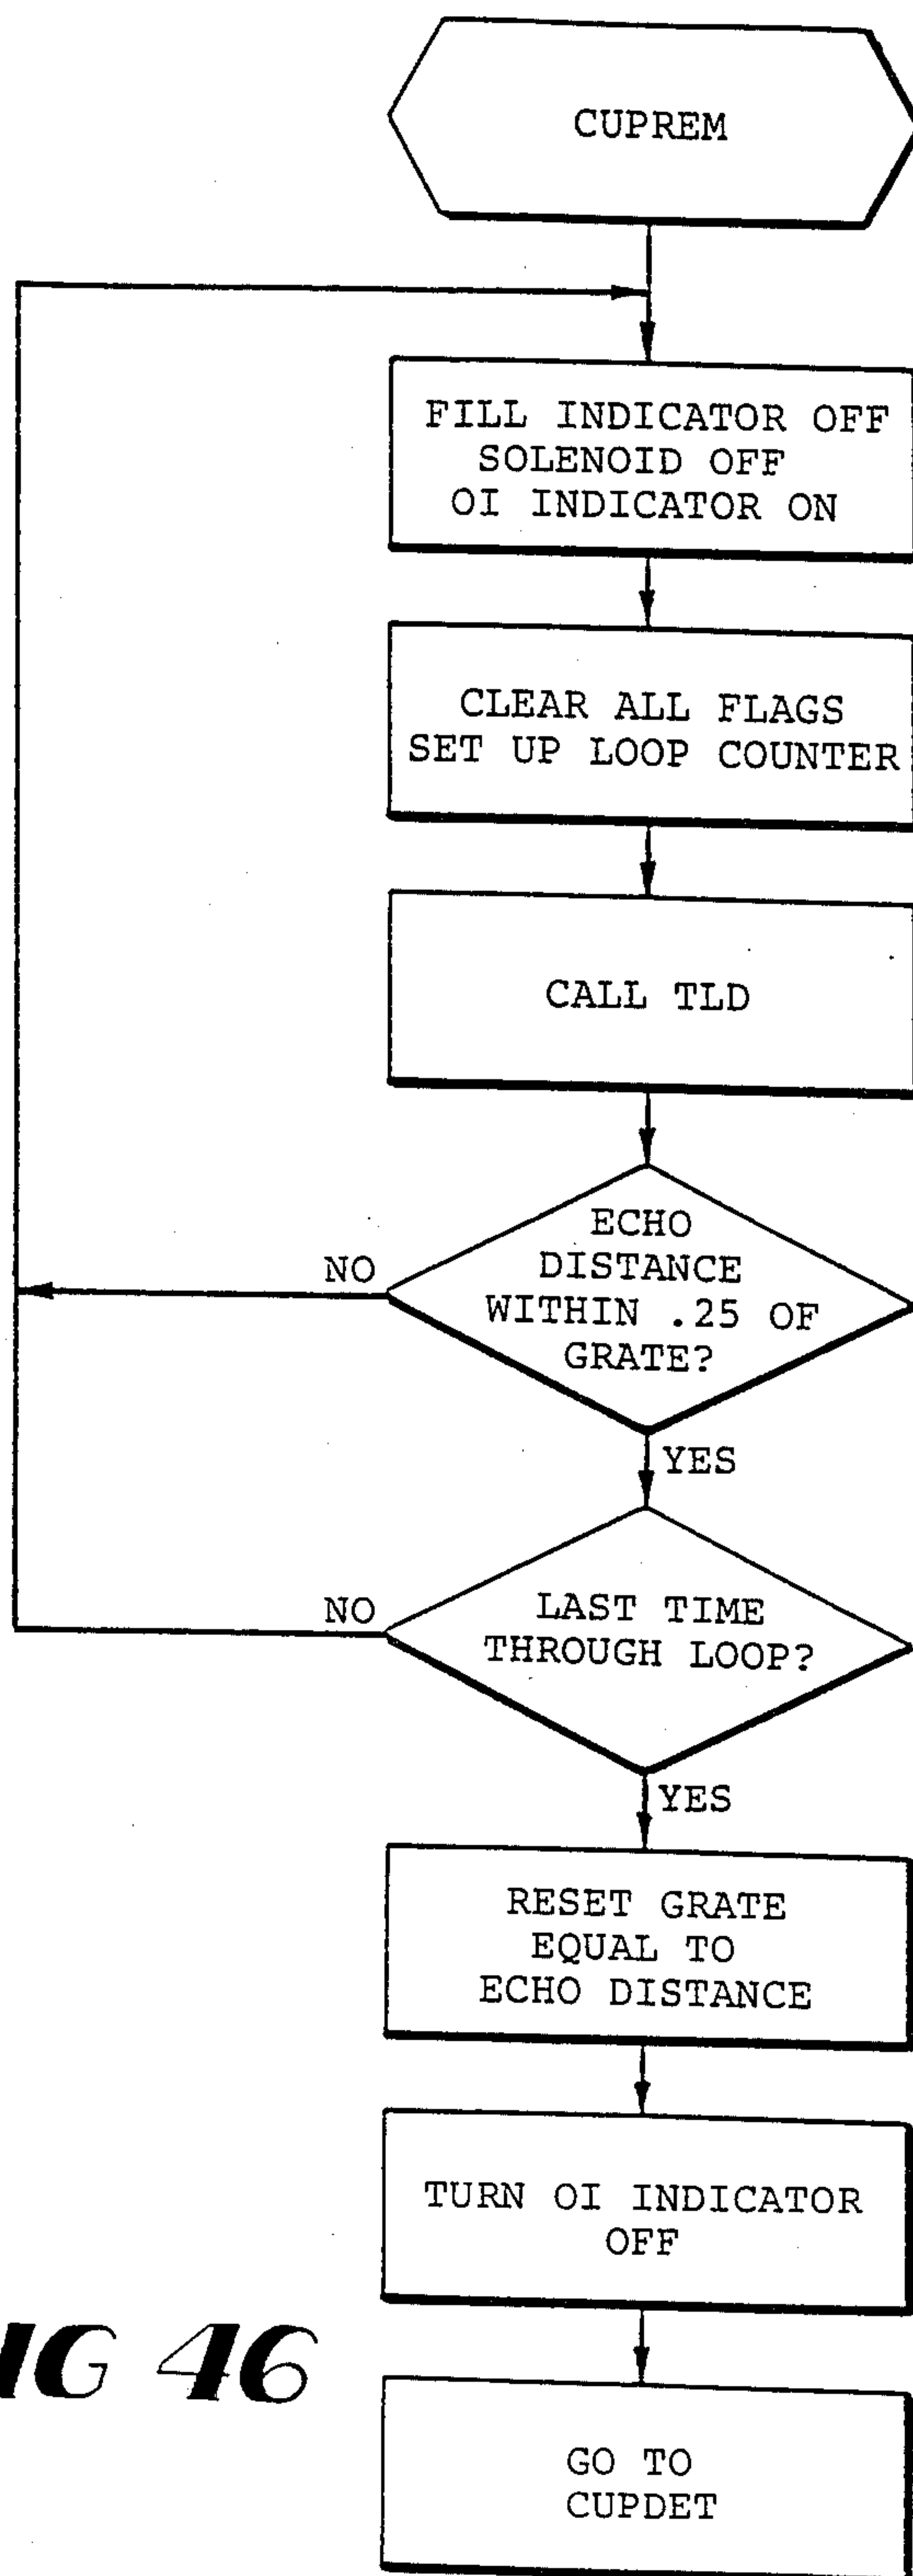 CUPREM
FILL INDICATOR OFF
SOLENOID OFF
OI INDICATOR ON
CLEAR ALL FLAGS
SET UP LOOP COUNTER
CALL TLD
ECHO
DISTANCE
WITHIN .25 OF
GRATE?
NO
YES
LAST TIME
THROUGH LOOP?
NO
YES
RESET GRATE
EQUAL TO
ECHO DISTANCE
TURN OI INDICATOR
OFF
GO TO
CUPDET
IG 46